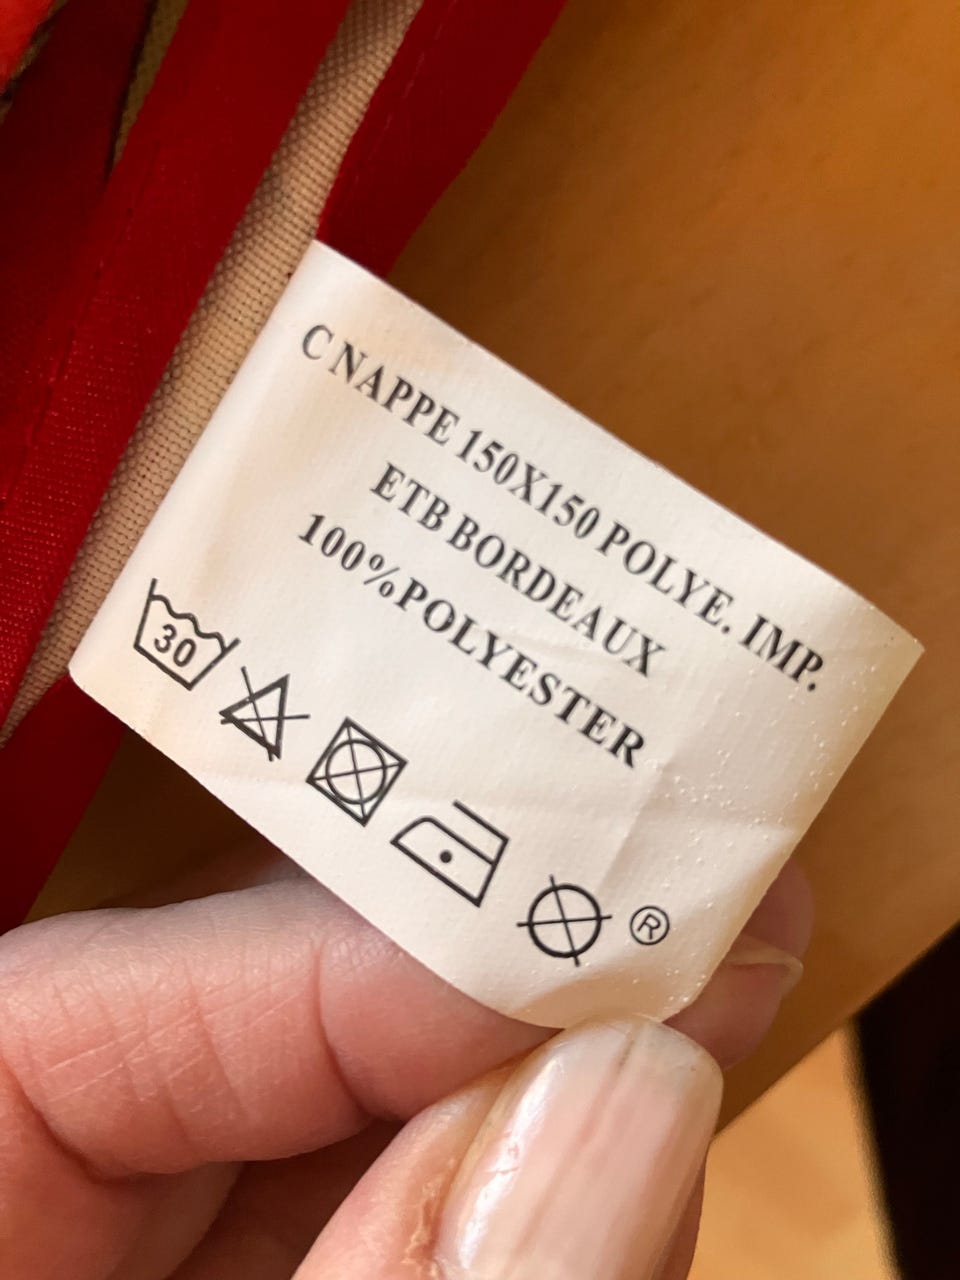 C NAPPE 150X150 POLYE. IMP.
ETB BORDEAUX
100%POLYESTER
30 ®